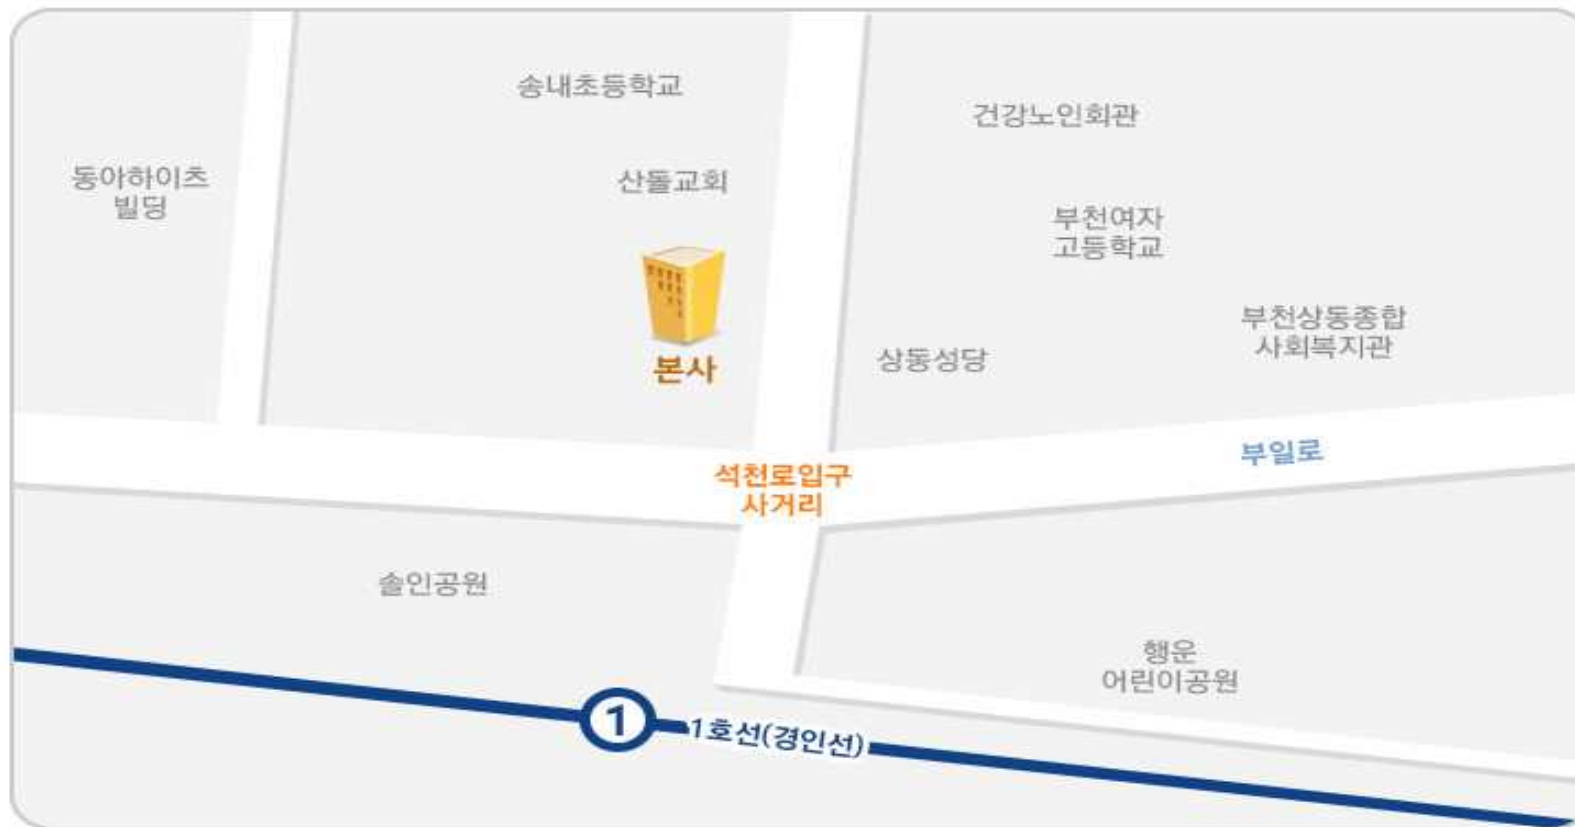 송내초등학교
건강노인회관
동아하이츠
빌딩
산돌교회
부천여자
고등학교
부천상동종합
사회복지관
상동성당
본사
부일로
석천로입구
사거리
솔인공원
행운
어린이공원
1
1호선(경인선)